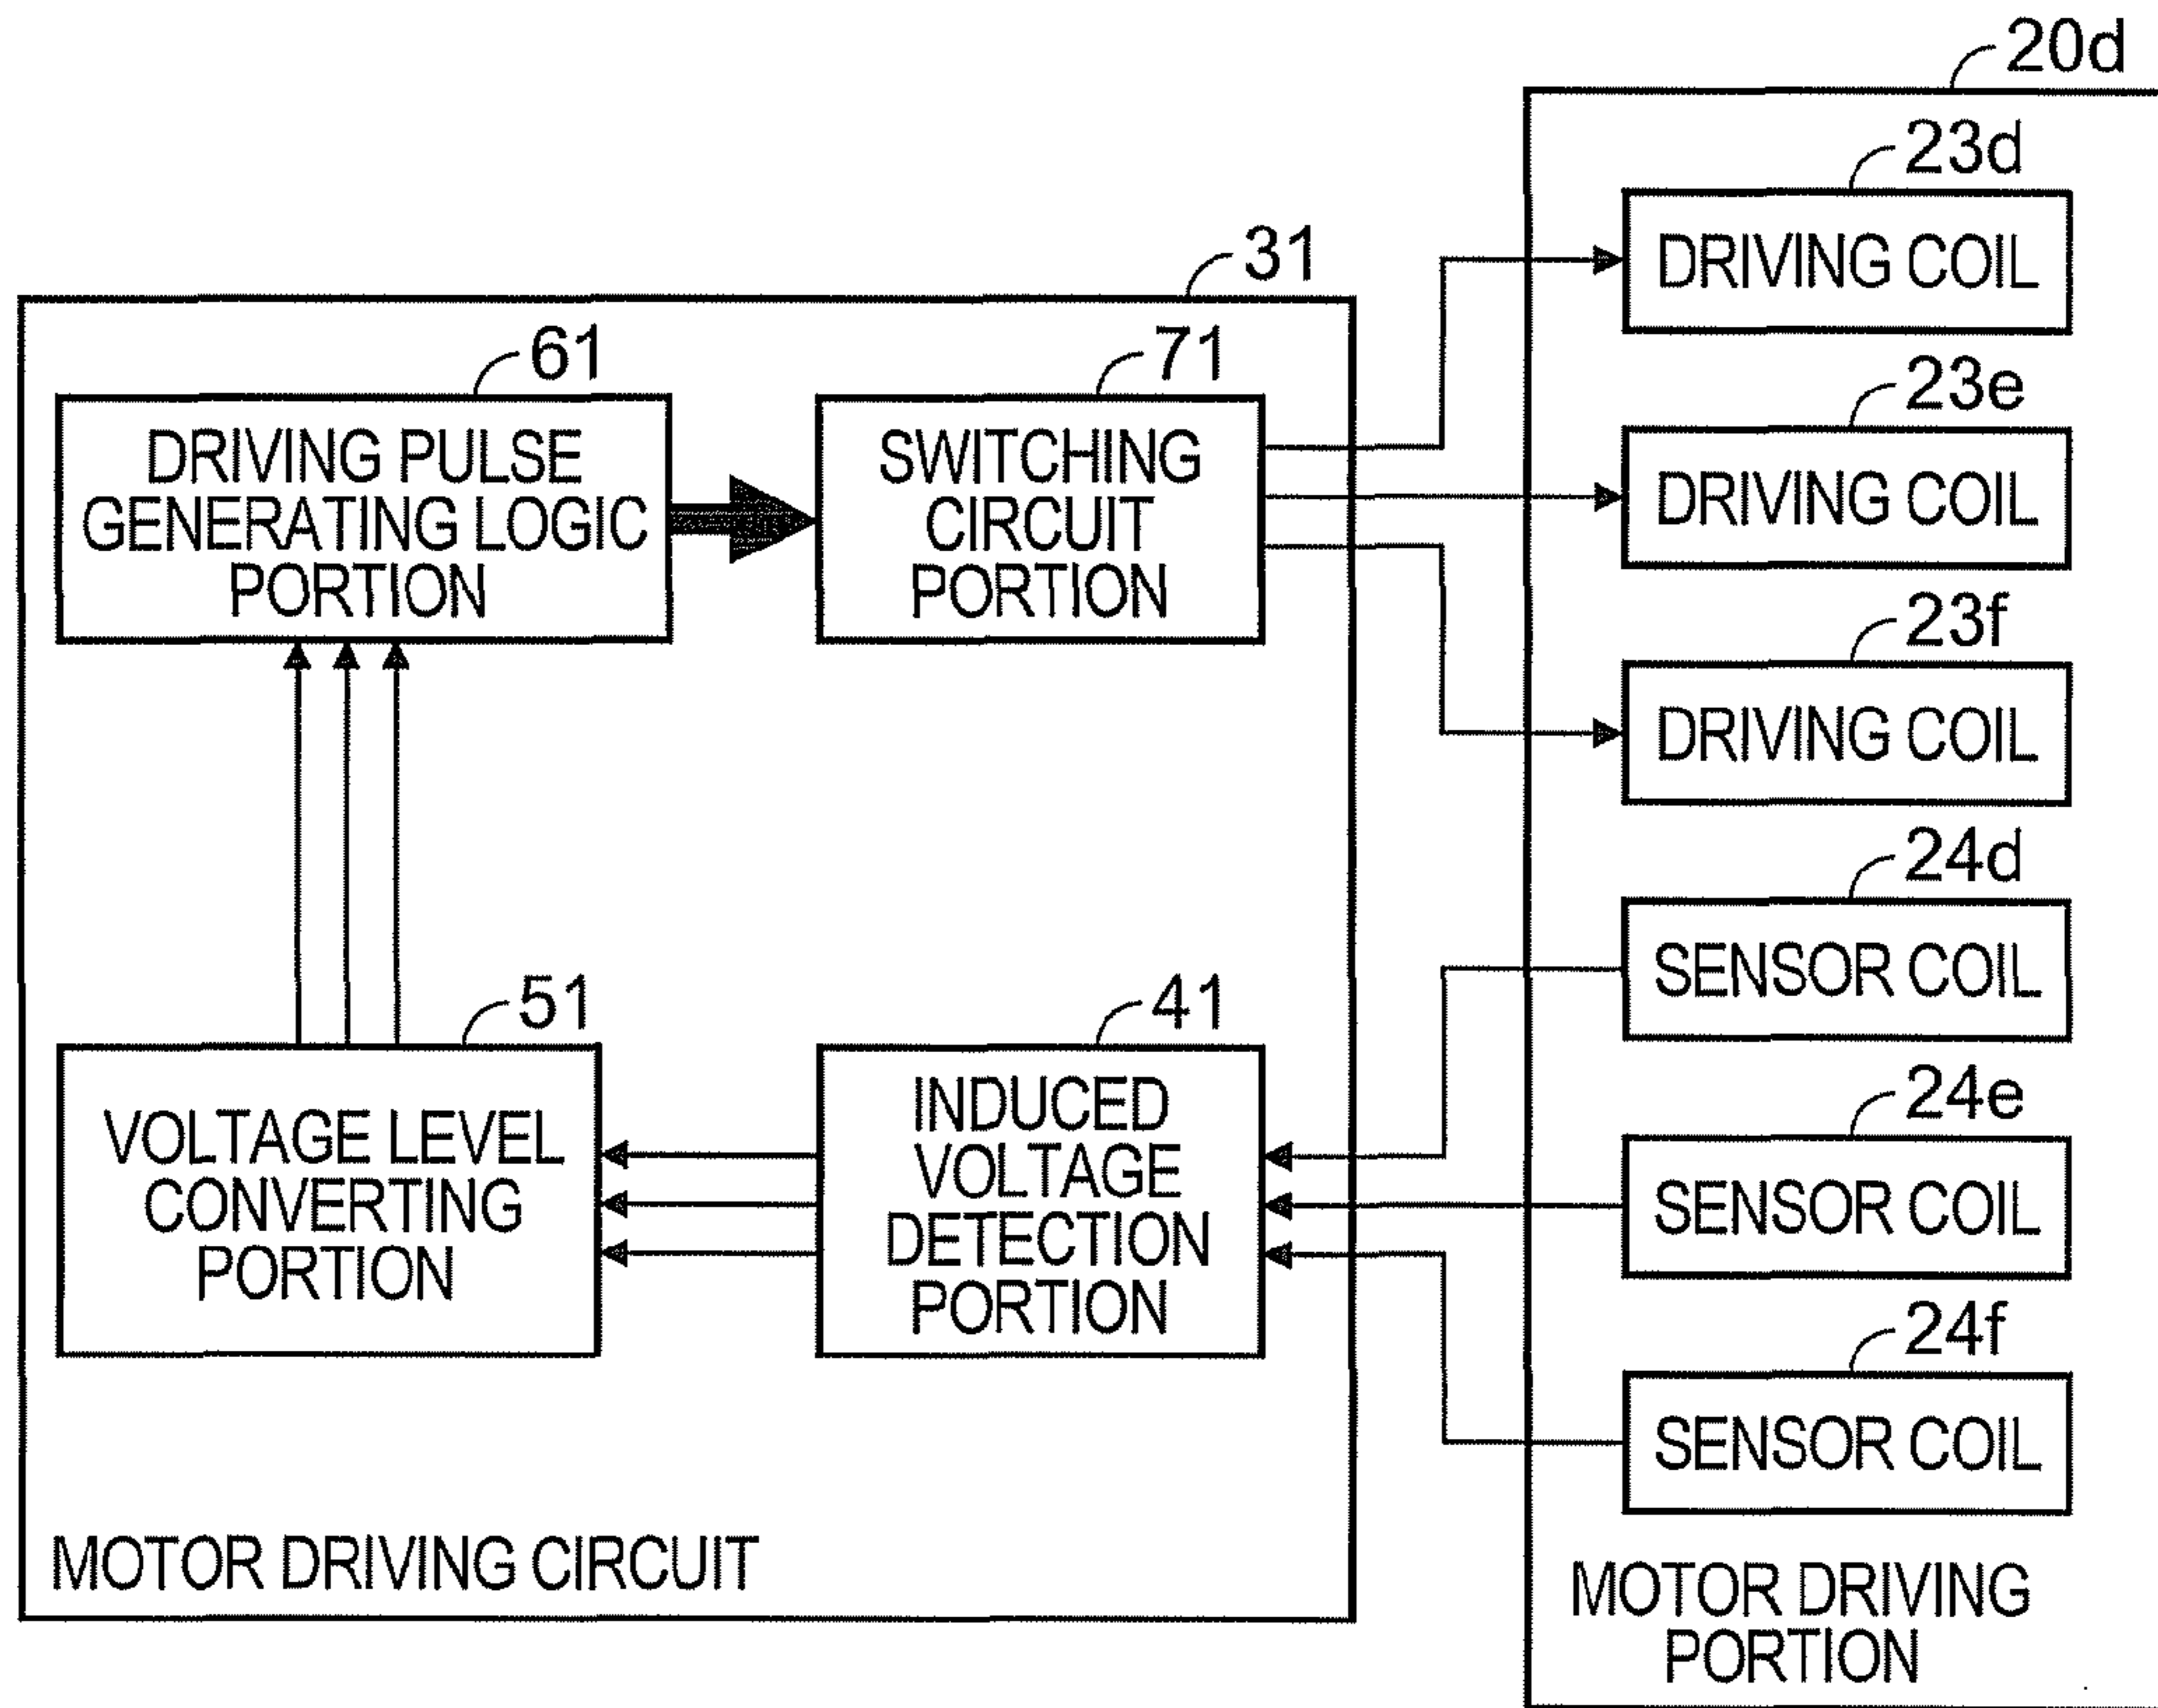 20d
23d
DRIVING COIL
31
61
71
23e
DRIVING PULSE
GENERATING LOGIC
PORTION
SWITCHING
CIRCUIT
PORTION
DRIVING COIL
23f
DRIVING COIL
24d
SENSOR COIL
51
41
24e
VOLTAGE LEVEL
CONVERTING
PORTION
INDUCED
VOLTAGE
DETECTION
PORTION
SENSOR COIL
24f
SENSOR COIL
MOTOR DRIVING CIRCUIT
MOTOR DRIVING
PORTION